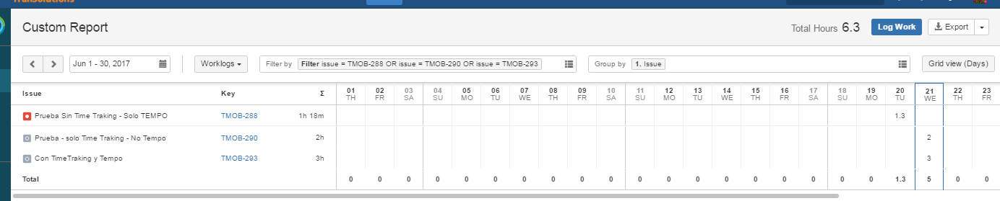 TranSolutions
Custom Report
Total Hours 6.3 Log Work Export
Jun 1 - 30, 2017 Worklogs Filter by Filter issue = TMOB-288 OR issue = TMOB-290 OR issue = TMOB-293 Group by 1. Issue Grid view (Days)
Issue Key Σ 01 02 03 04 05 06 07 08 09 10 11 12 13 14 15 16 17 18 19 20 21 22 23
TH FR SA SU MO TU WE TH FR SA SU MO TU WE TH FR SA SU MO TU WE TH FR
Prueba Sin Time Traking - Solo TEMPO TMOB-288 1h 18m 1.3
Prueba - solo Time Traking - No Tempo TMOB-290 2h 2
Con TimeTraking y Tempo TMOB-293 3h 3
Total 0 0 0 0 0 0 0 0 0 0 0 0 0 0 0 0 0 0 0 1.3 5 0 0